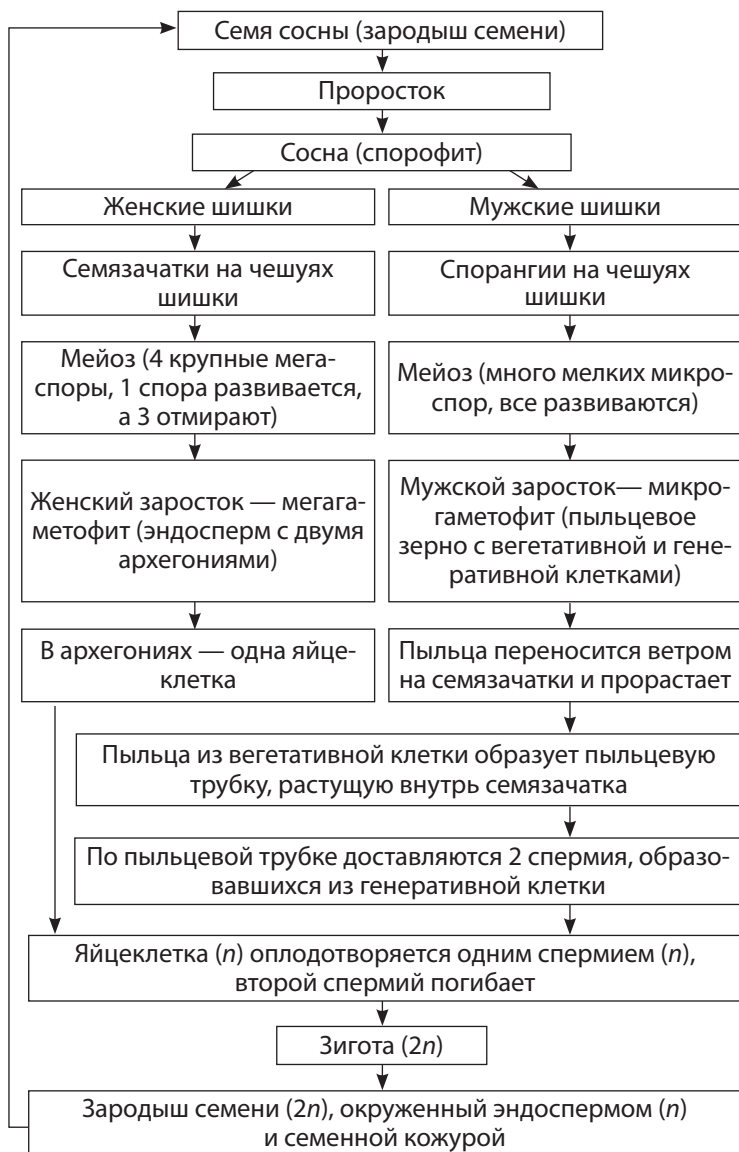 Семя сосны (зародыш семени)
Проросток
Сосна (спорофит)
Женские шишки
Мужские шишки
Семязачатки на чешуях
шишки
Спорангии на чешуях
шишки
Мейоз (4 крупные мега-
споры, 1 спора развивается,
а 3 отмирают)
Мейоз (много мелких микро-
спор, все развиваются)
Женский заросток — мегага-
метофит (эндосперм с двумя
архегониями)
Мужской заросток— микро-
гаметофит (пыльцевое
зерно с вегетативной и гене-
ративной клетками)
В архегониях — одна яйце-
клетка
Пыльца переносится ветром
на семязачатки и прорастает
Пыльца из вегетативной клетки образует пыльцевую
трубку, растущую внутрь семязачатка
По пыльцевой трубке доставляются 2 спермия, образо-
вавшихся из генеративной клетки
Яйцеклетка (n) оплодотворяется одним спермием (n),
второй спермий погибает
Зигота (2n)
Зародыш семени (2n), окруженный эндоспермом (n)
и семенной кожурой